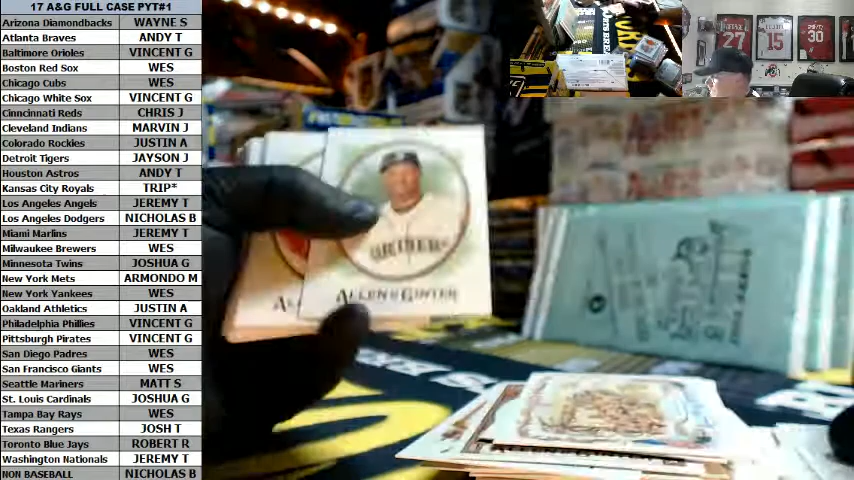 17 A&G FULL CASE PYT#1
Arizona Diamondbacks WAYNE S
Atlanta Braves ANDY T
Baltimore Orioles VINCENT G
Boston Red Sox WES
Chicago Cubs WES
Chicago White Sox VINCENT G
Cinncinnati Reds CHRIS J
Cleveland Indians MARVIN J
Colorado Rockies JUSTIN A
Detroit Tigers JAYSON J
Houston Astros ANDY T
Kansas City Royals TRIP*
Los Angeles Angels JEREMY T
Los Angeles Dodgers NICHOLAS B
Miami Marlins JEREMY T
Milwaukee Brewers WES
Minnesota Twins JOSHUA G
New York Mets ARMONDO M
New York Yankees WES
Oakland Athletics JUSTIN A
Philadelphia Phillies VINCENT G
Pittsburgh Pirates VINCENT G
San Diego Padres WES
San Francisco Giants WES
Seattle Mariners MATT S
St. Louis Cardinals JOSHUA G
Tampa Bay Rays WES
Texas Rangers JOSH T
Toronto Blue Jays ROBERT R
Washington Nationals JEREMY T
NON BASEBALL NICHOLAS B
27
15
30
ALLEN & GINTER